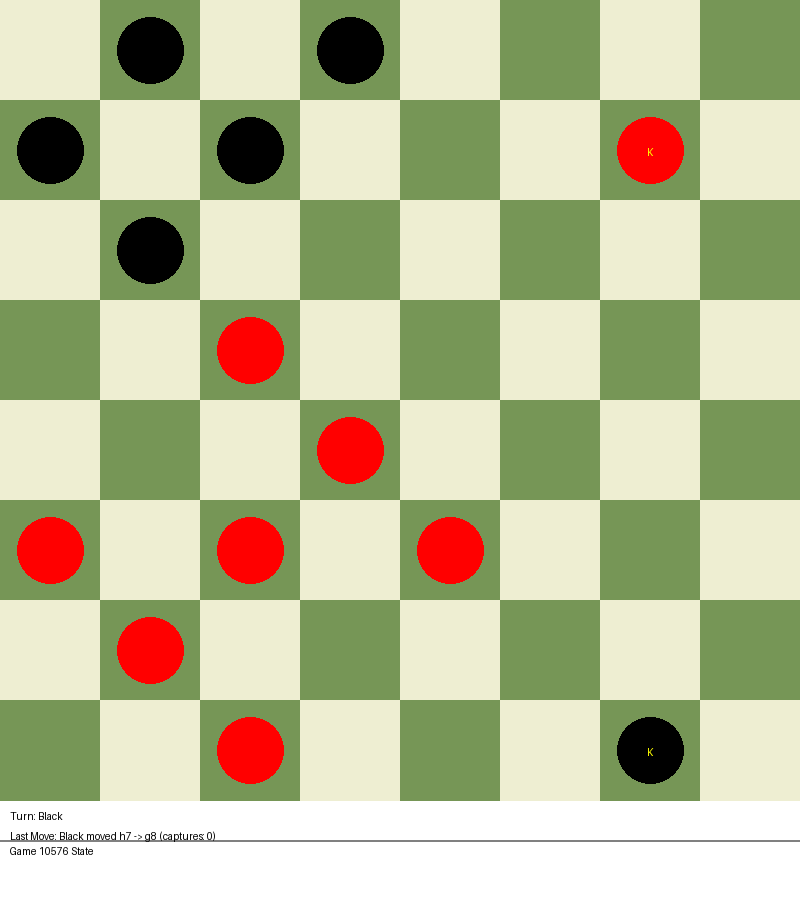 K
K
Turn: Black
Last Move: Black moved h7 -> g8 (captures: 0)
Game 10576 State